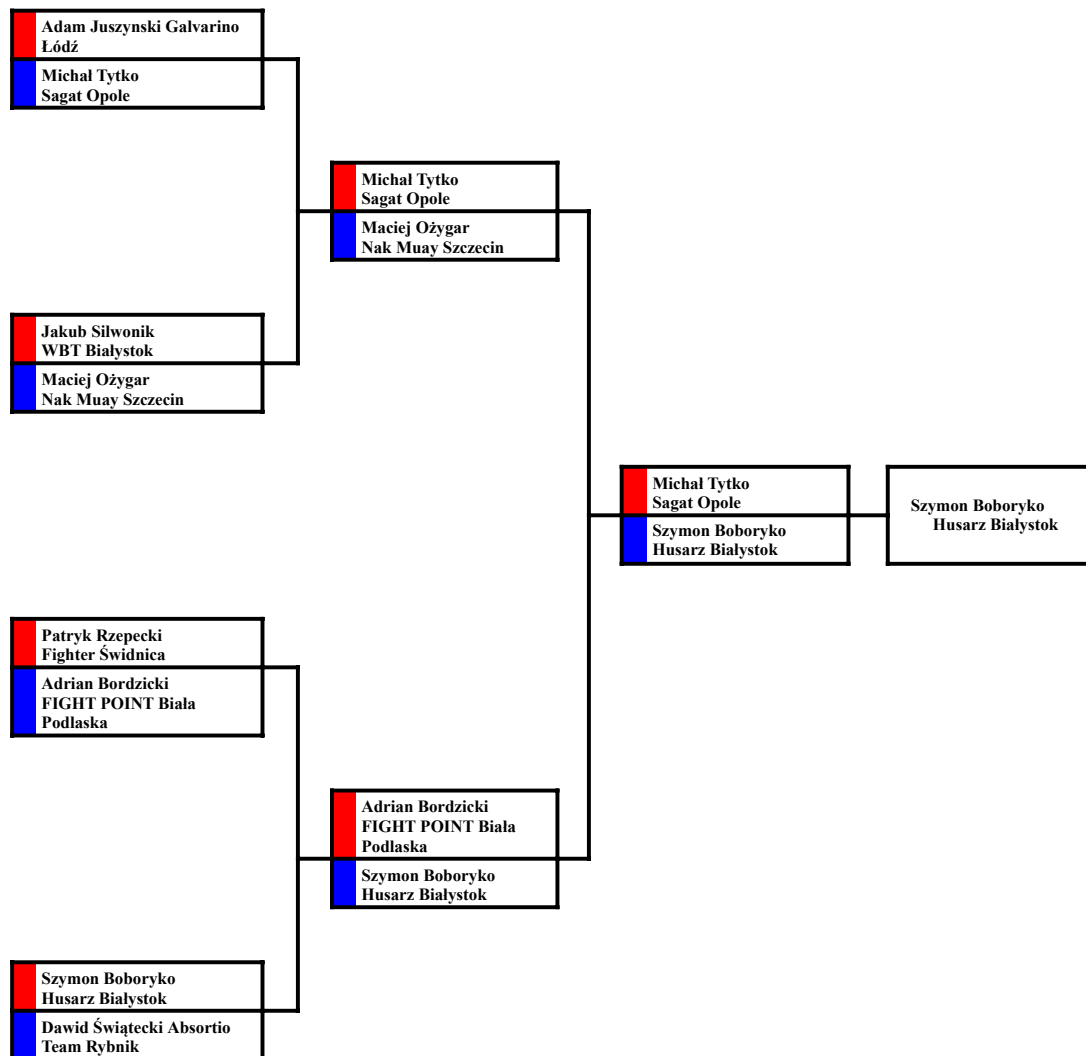 Adam Juszynski Galvarino
Łódź
Michał Tytko
Sagat Opole
Michał Tytko
Sagat Opole
Maciej Ożygar
Nak Muay Szczecin
Jakub Silwonik
WBT Białystok
Maciej Ożygar
Nak Muay Szczecin
Michał Tytko
Sagat Opole
Szymon Boboryko
Husarz Białystok
Szymon Boboryko
Husarz Białystok
Patryk Rzepecki
Fighter Świdnica
Adrian Bordzicki
FIGHT POINT Biała
Podlaska
Adrian Bordzicki
FIGHT POINT Biała
Podlaska
Szymon Boboryko
Husarz Białystok
Szymon Boboryko
Husarz Białystok
Dawid Świątecki Absortio
Team Rybnik